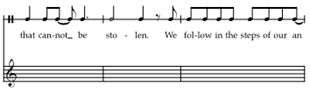 that can-not_ be sto - len. We fol-low in the steps of our an